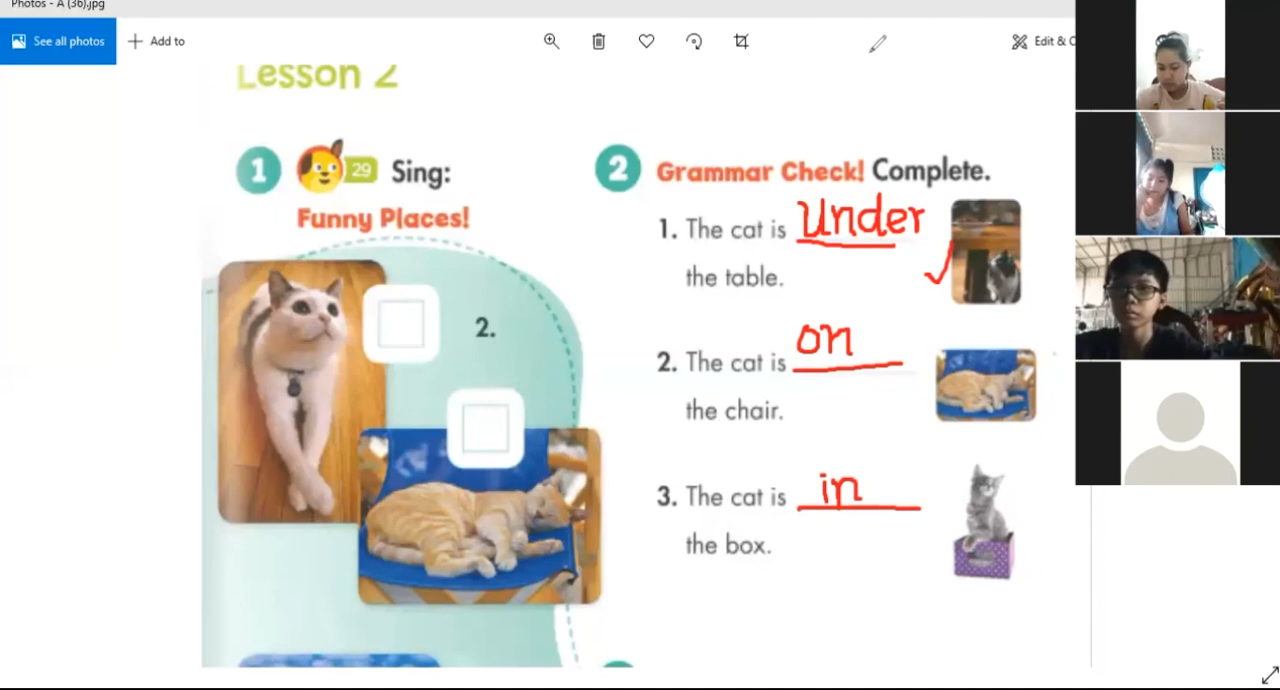 Photos - A (36).jpg
See all photos
Add to
Edit & C
Lesson 2
1
29
Sing:
Funny Places!
2.
2
Grammar Check! Complete.
1. The cat is under
the table.
2. The cat is on
the chair.
3. The cat is in
the box.